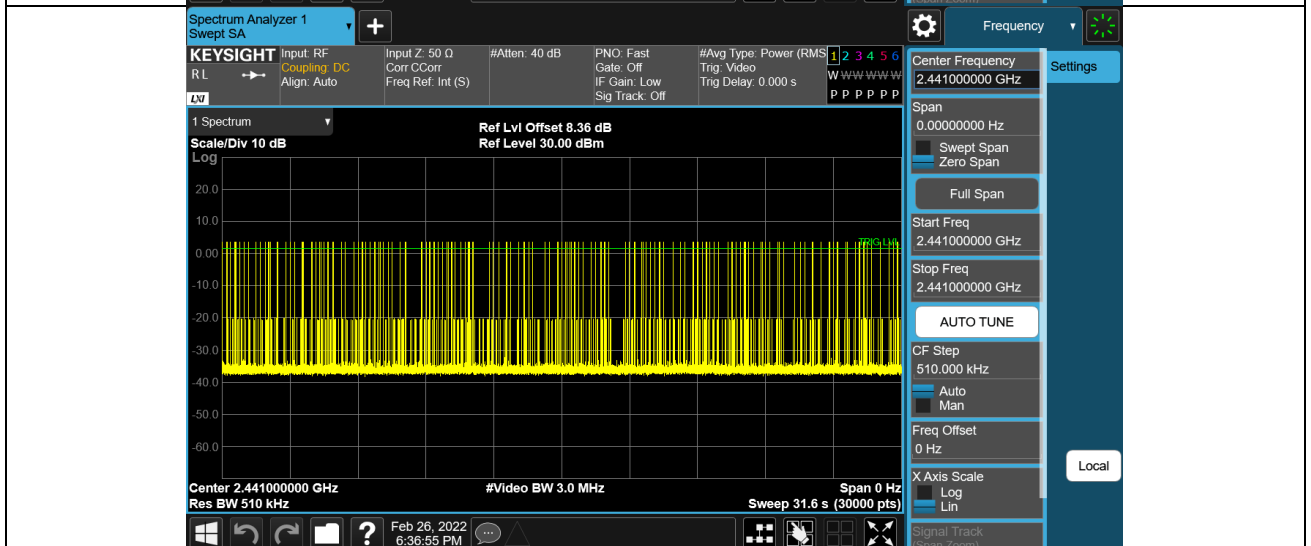 (Span Zoom)
Spectrum Analyzer 1
Swept SA
+
Frequency
KEYSIGHT
R L
LXI
Input: RF
Coupling: DC
Align: Auto
Input Z: 50 Ω
Corr CCorr
Freq Ref: Int (S)
#Atten: 40 dB
PNO: Fast
Gate: Off
IF Gain: Low
Sig Track: Off
#Avg Type: Power (RMS
Trig: Video
Trig Delay: 0.000 s
1 2 3 4 5 6
W W W W W W
P P P P P P
1 Spectrum
Scale/Div 10 dB
Log
Ref Lvl Offset 8.36 dB
Ref Level 30.00 dBm
20.0
10.0
0.00
-10.0
-20.0
-30.0
-40.0
-50.0
-60.0
TRIG LVL
Center 2.441000000 GHz
Res BW 510 kHz
#Video BW 3.0 MHz
Span 0 Hz
Sweep 31.6 s (30000 pts)
Center Frequency
2.441000000 GHz
Settings
Span
0.00000000 Hz
Swept Span
Zero Span
Full Span
Start Freq
2.441000000 GHz
Stop Freq
2.441000000 GHz
AUTO TUNE
CF Step
510.000 kHz
Auto
Man
Freq Offset
0 Hz
X Axis Scale
Log
Lin
Local
Signal Track
(Span Zoom)
?
Feb 26, 2022
6:36:55 PM